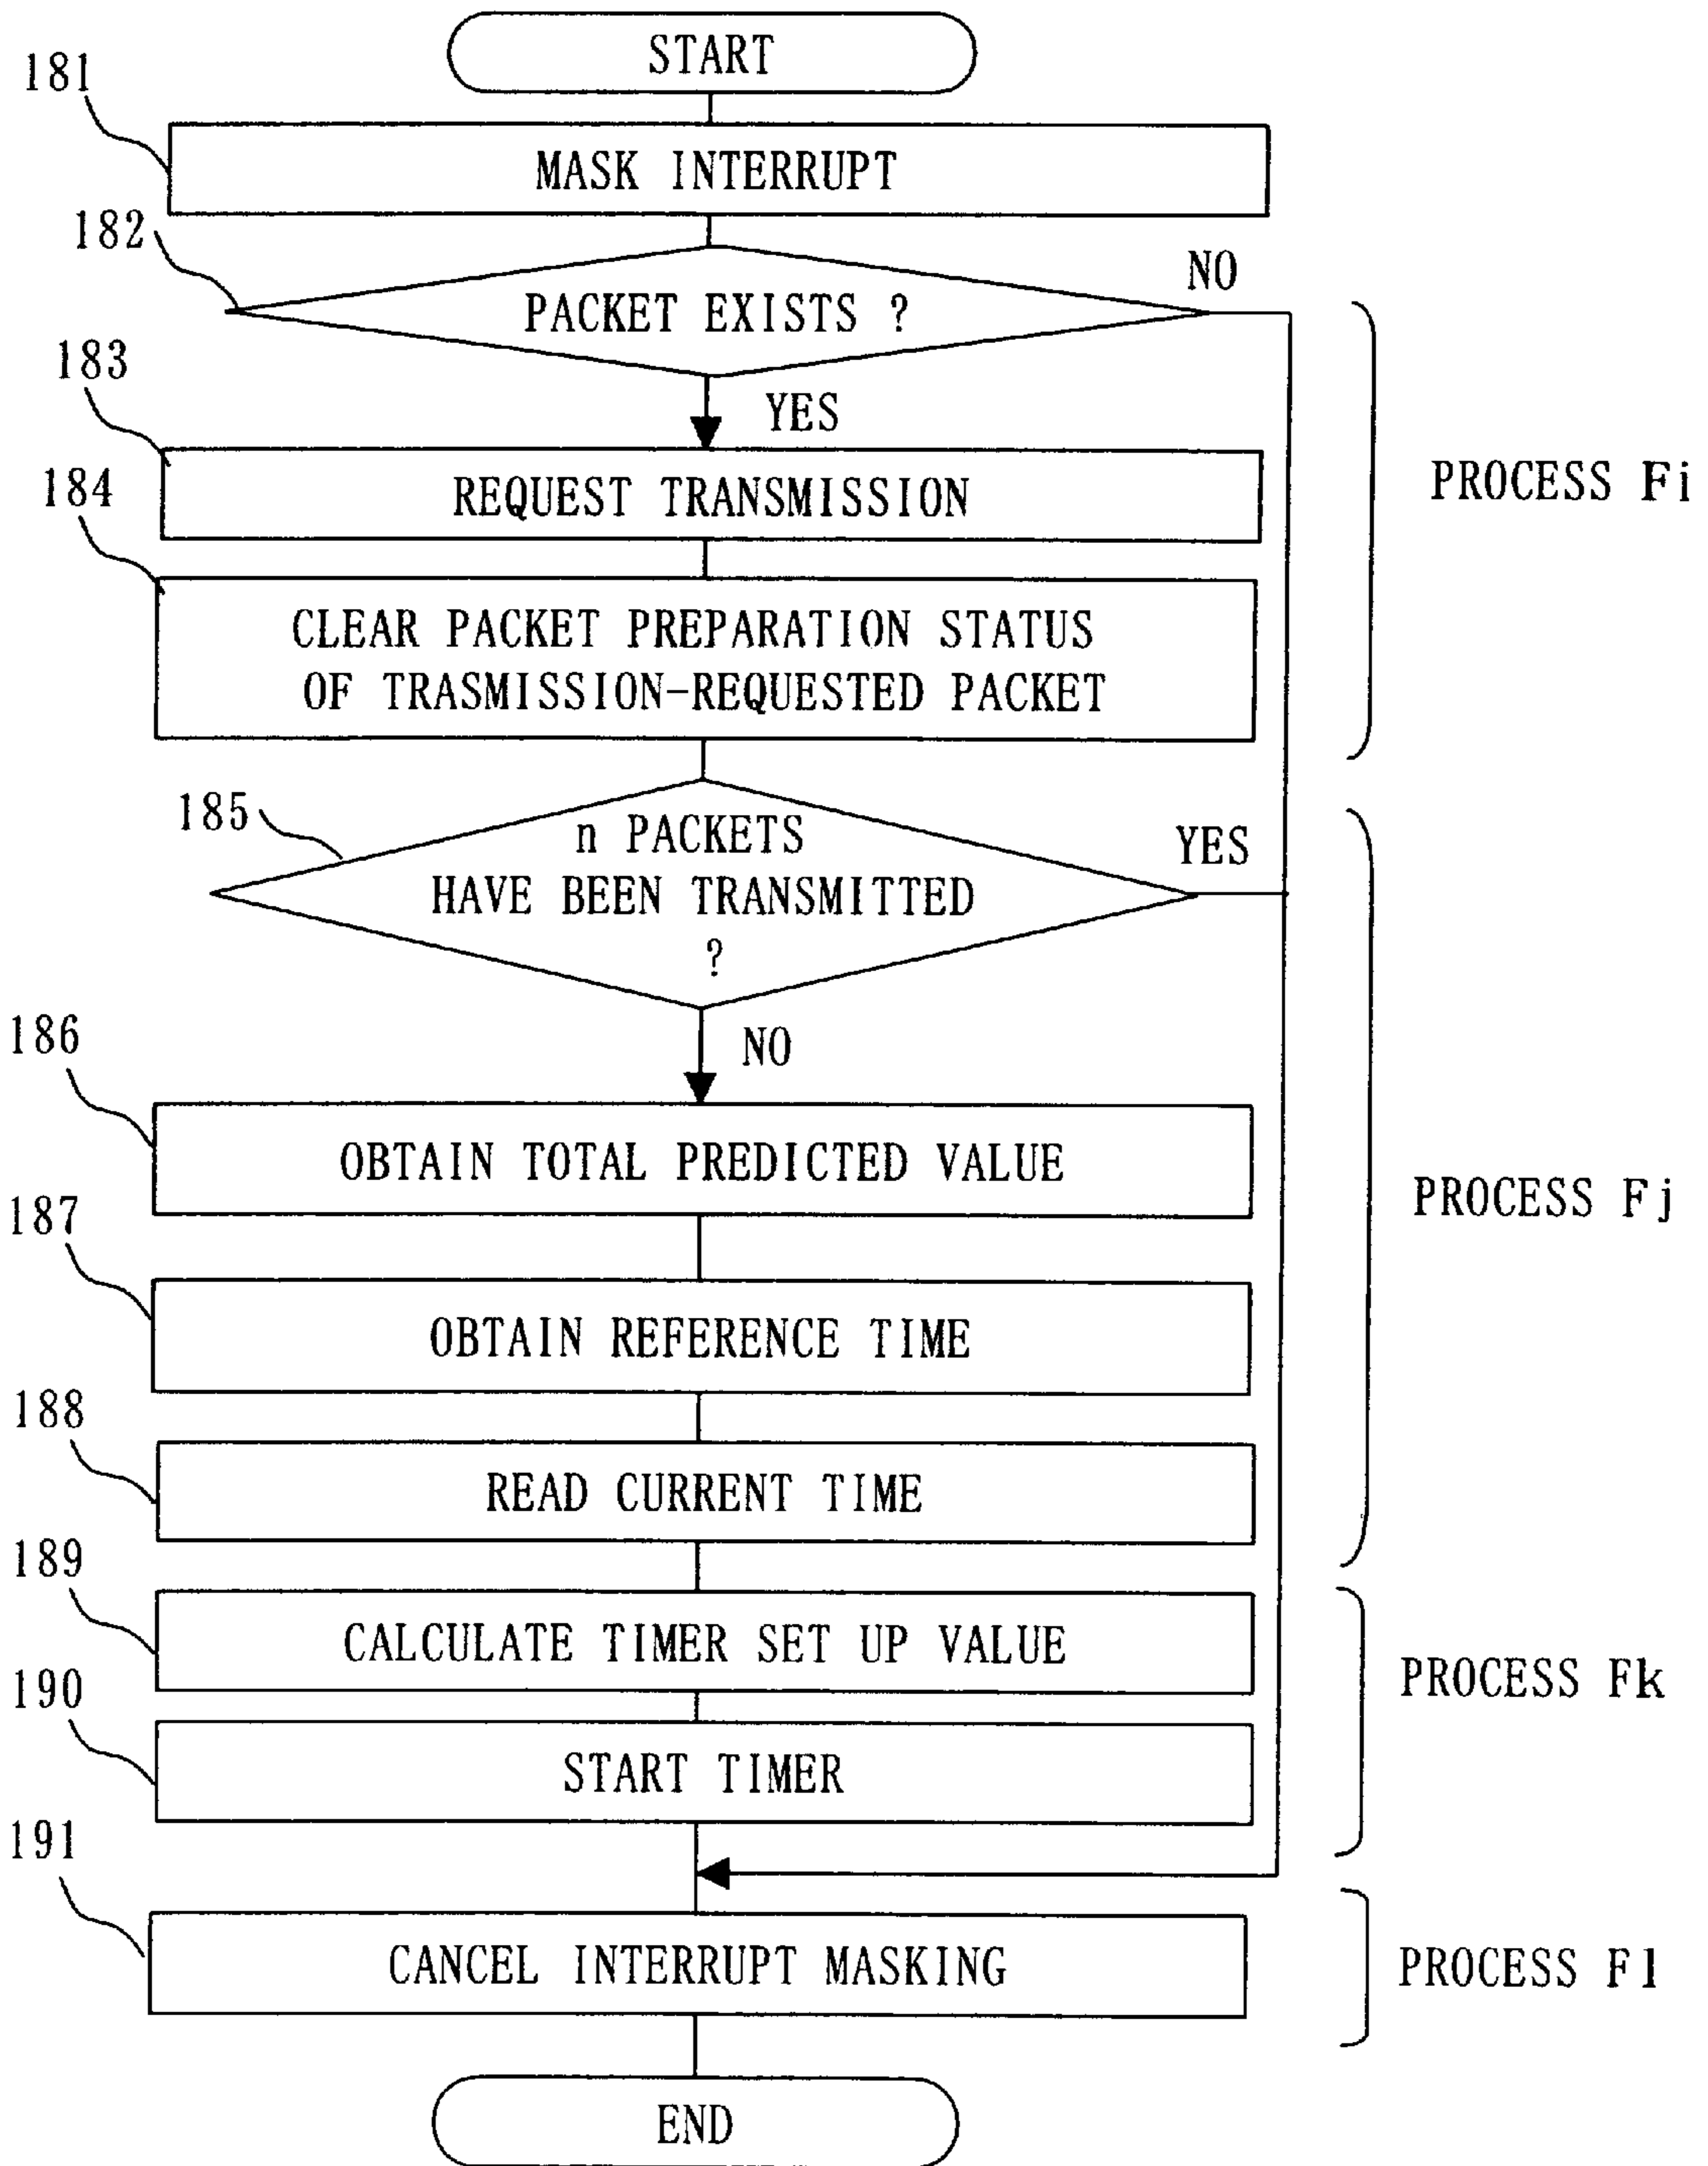 START
181
MASK INTERRUPT
182
PACKET EXISTS ?
NO
183
YES
REQUEST TRANSMISSION
PROCESS Fi
184
CLEAR PACKET PREPARATION STATUS
OF TRASMISSION-REQUESTED PACKET
185
n PACKETS
HAVE BEEN TRANSMITTED
?
YES
NO
186
OBTAIN TOTAL PREDICTED VALUE
187
PROCESS Fj
OBTAIN REFERENCE TIME
188
READ CURRENT TIME
189
CALCULATE TIMER SET UP VALUE
190
PROCESS Fk
START TIMER
191
CANCEL INTERRUPT MASKING
PROCESS Fl
END